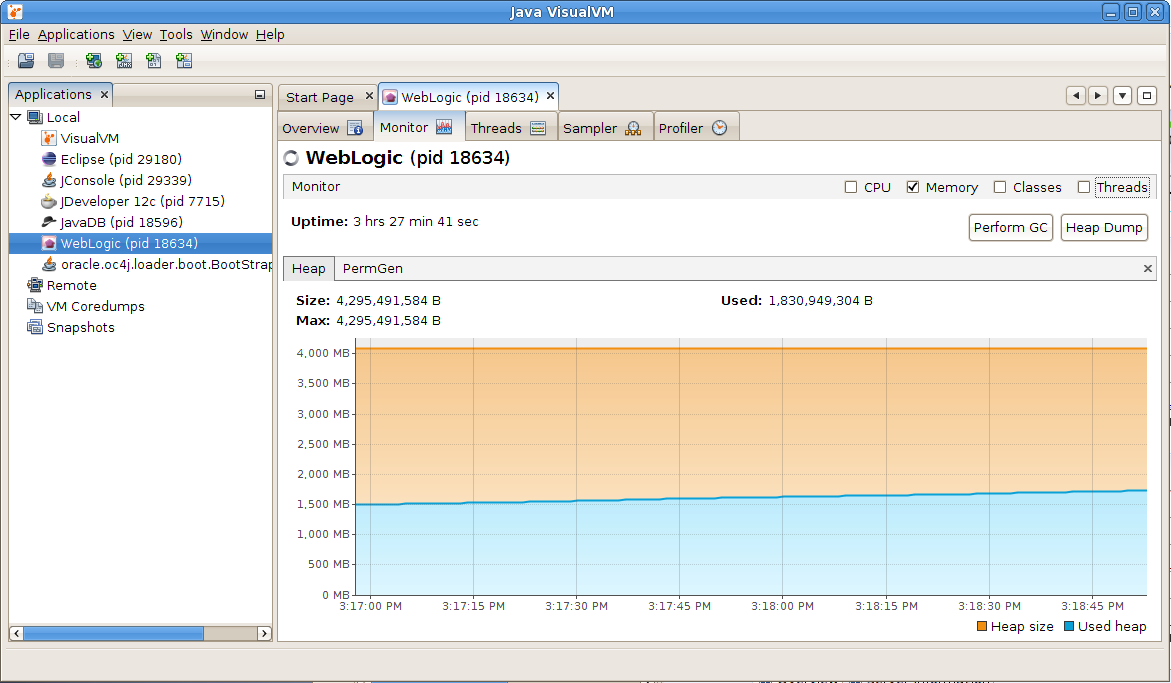 Java VisualVM
File Applications View Tools Window Help
Applications
Local
VisualVM
Eclipse (pid 29180)
JConsole (pid 29339)
JDeveloper 12c (pid 7715)
JavaDB (pid 18596)
WebLogic (pid 18634)
oracle.oc4j.loader.boot.BootStrap
Remote
VM Coredumps
Snapshots
Start Page WebLogic (pid 18634)
Overview Monitor Threads Sampler Profiler
WebLogic (pid 18634)
Monitor CPU Memory Classes Threads
Uptime: 3 hrs 27 min 41 sec
Perform GC Heap Dump
Heap PermGen
Size: 4,295,491,584 B Used: 1,830,949,304 B
Max: 4,295,491,584 B
4,000 MB
3,500 MB
3,000 MB
2,500 MB
2,000 MB
1,500 MB
1,000 MB
500 MB
0 MB
3:17:00 PM 3:17:15 PM 3:17:30 PM 3:17:45 PM 3:18:00 PM 3:18:15 PM 3:18:30 PM 3:18:45 PM
Heap size Used heap